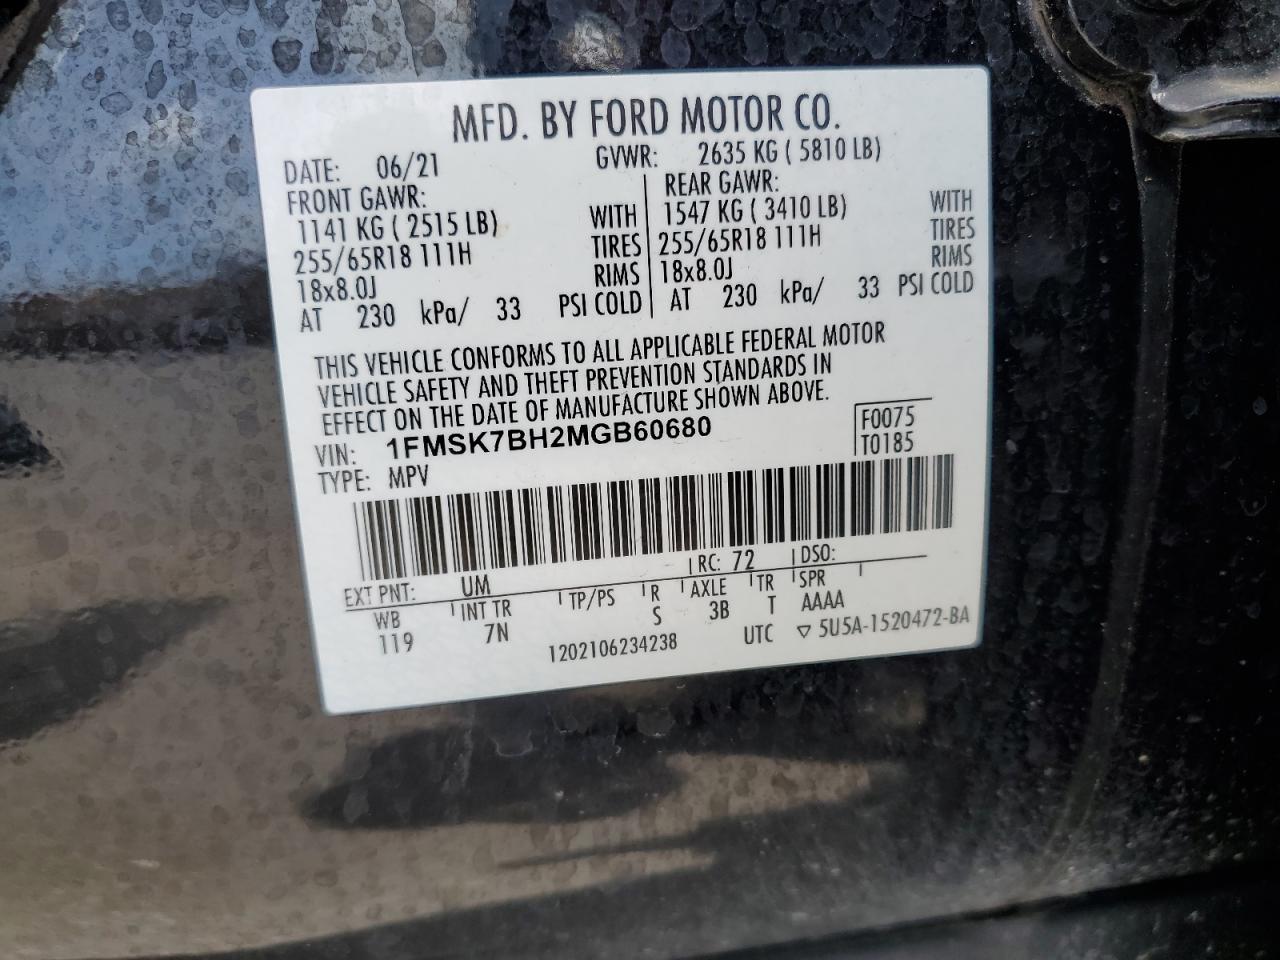 MFD. BY FORD MOTOR CO.
DATE: 06/21 GVWR: 2635 KG ( 5810 LB)
FRONT GAWR: REAR GAWR:
1141 KG ( 2515 LB) WITH 1547 KG ( 3410 LB) WITH
255/65R18 111H TIRES 255/65R18 111H TIRES
18x8.0J RIMS 18x8.0J RIMS
AT 230 kPa/ 33 PSI COLD AT 230 kPa/ 33 PSI COLD
THIS VEHICLE CONFORMS TO ALL APPLICABLE FEDERAL MOTOR
VEHICLE SAFETY AND THEFT PREVENTION STANDARDS IN
EFFECT ON THE DATE OF MANUFACTURE SHOWN ABOVE.
VIN: 1FMSK7BH2MGB60680 F0075
TYPE: MPV T0185
EXT PNT: UM RC: 72 DSO:
WB INT TR TP/PS R AXLE TR SPR
119 7N S 3B T AAAA
1202106234238 UTC ▽ 5U5A-1520472-BA